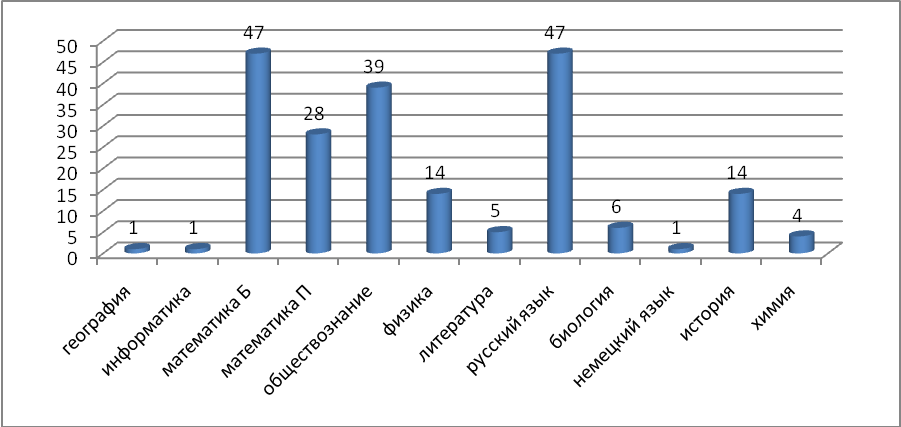 50
45
40
35
30
25
20
15
10
5
0
1
1
47
28
39
14
5
47
6
1
14
4
география
информатика
математика Б
математика П
обществознание
физика
литература
русский язык
биология
немецкий язык
история
химия